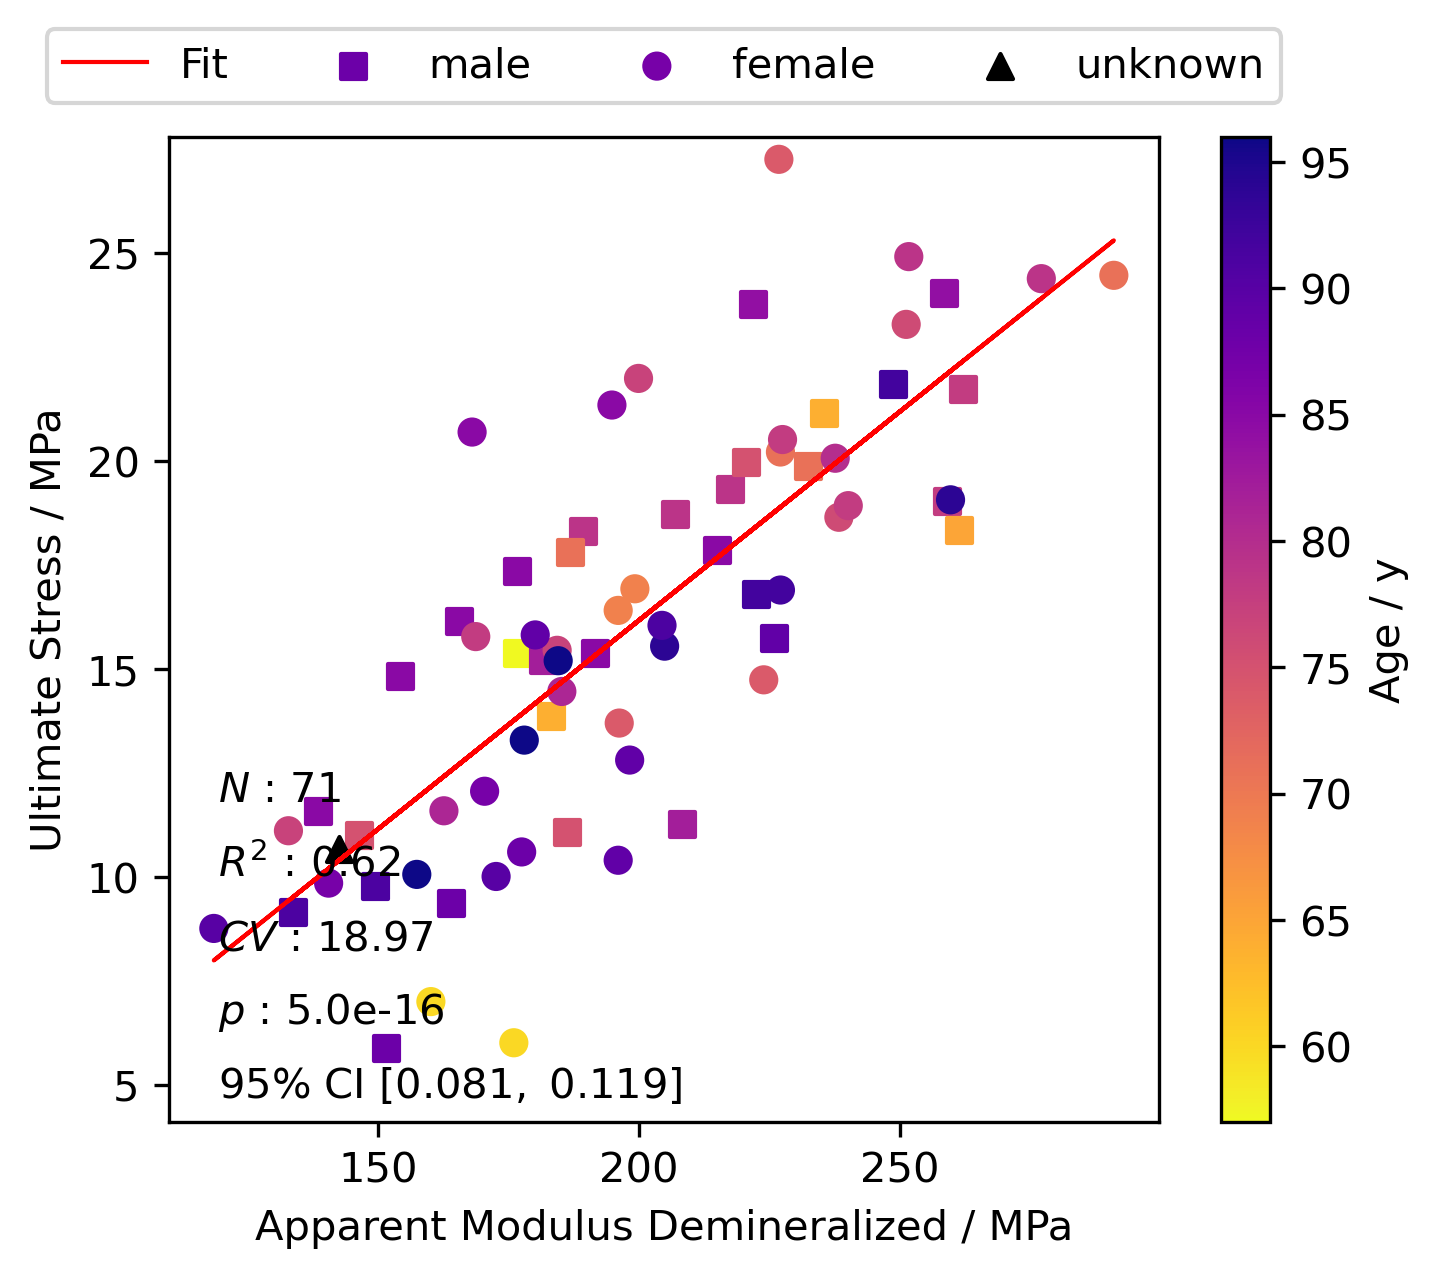 Fit male female unknown
25
20
15
10
5
Ultimate Stress / MPa
N : 71
R² : 0.62
CV : 18.97
p : 5.0e-16
95% CI [0.081, 0.119]
150 200 250
Apparent Modulus Demineralized / MPa
95
90
85
80
75
70
65
60
Age / y